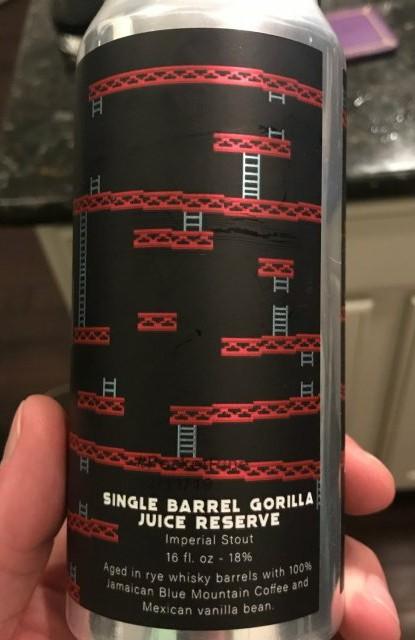 SINGLE BARREL GORILLA
JUICE RESERVE
Imperial Stout
16 fl. oz - 18%
Aged in rye whisky barrels with 100%
Jamaican Blue Mountain Coffee and
Mexican vanilla bean.